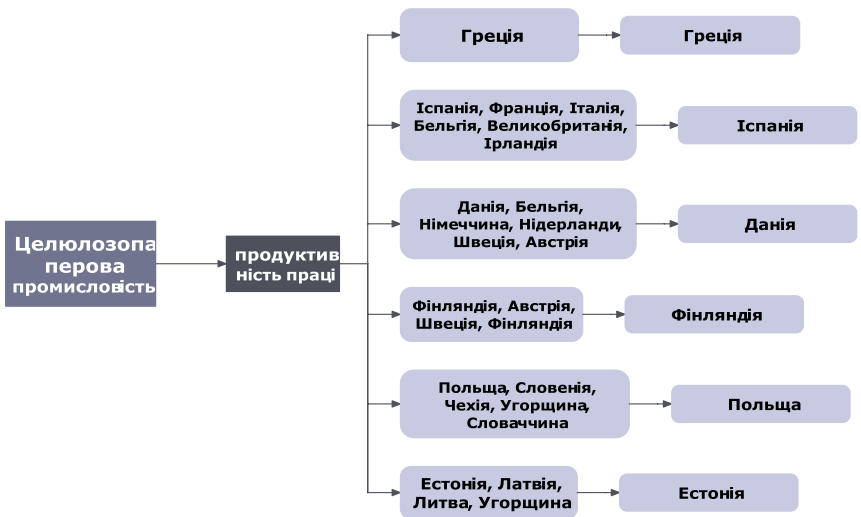 Целюлозопа
перова
промисловість
продуктив
ність праці
Греція
Греція
Іспанія, Франція, Італія,
Бельгія, Великобританія,
Ірландія
Іспанія
Данія, Бельгія,
Німеччина, Нідерланди,
Швеція, Австрія
Данія
Фінляндія, Австрія,
Швеція, Фінляндія
Фінляндія
Польща, Словенія,
Чехія, Угорщина,
Словаччина
Польща
Естонія, Латвія,
Литва, Угорщина
Естонія